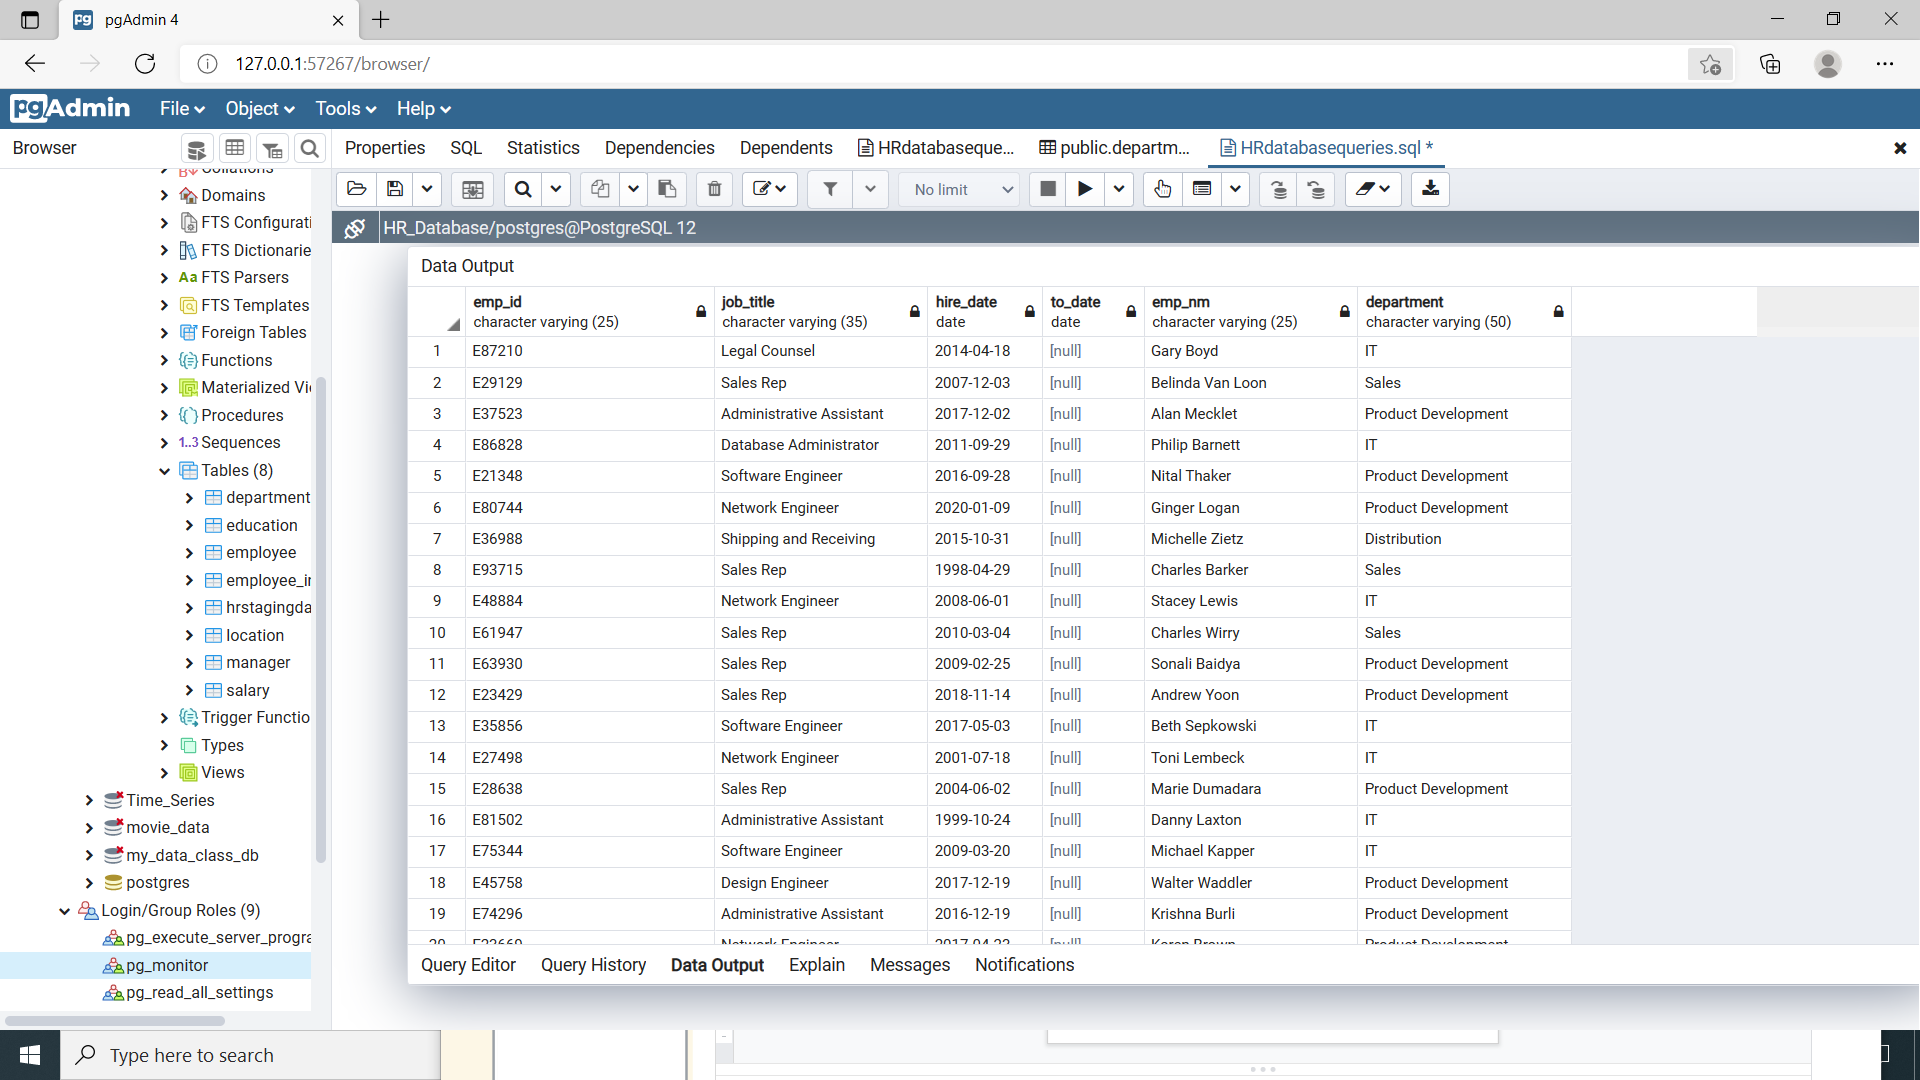 pgAdmin 4
127.0.0.1:57267/browser/
pgAdmin File Object Tools Help
Browser
Properties SQL Statistics Dependencies Dependents HRdatabaseque... public.departm... HRdatabasequeries.sql *
No limit
HR_Database/postgres@PostgreSQL 12
Collations
Domains
FTS Configurati
FTS Dictionarie
Aa FTS Parsers
FTS Templates
Foreign Tables
Functions
Materialized Vi
Procedures
1..3 Sequences
Tables (8)
department
education
employee
employee_i
hrstagingda
location
manager
salary
Trigger Functio
Types
Views
Time_Series
movie_data
my_data_class_db
postgres
Login/Group Roles (9)
pg_execute_server_progra
pg_monitor
pg_read_all_settings
Data Output
emp_id job_title hire_date to_date emp_nm department
character varying (25) character varying (35) date date character varying (25) character varying (50)
1 E87210 Legal Counsel 2014-04-18 [null] Gary Boyd IT
2 E29129 Sales Rep 2007-12-03 [null] Belinda Van Loon Sales
3 E37523 Administrative Assistant 2017-12-02 [null] Alan Mecklet Product Development
4 E86828 Database Administrator 2011-09-29 [null] Philip Barnett IT
5 E21348 Software Engineer 2016-09-28 [null] Nital Thaker Product Development
6 E80744 Network Engineer 2020-01-09 [null] Ginger Logan Product Development
7 E36988 Shipping and Receiving 2015-10-31 [null] Michelle Zietz Distribution
8 E93715 Sales Rep 1998-04-29 [null] Charles Barker Sales
9 E48884 Network Engineer 2008-06-01 [null] Stacey Lewis IT
10 E61947 Sales Rep 2010-03-04 [null] Charles Wirry Sales
11 E63930 Sales Rep 2009-02-25 [null] Sonali Baidya Product Development
12 E23429 Sales Rep 2018-11-14 [null] Andrew Yoon Product Development
13 E35856 Software Engineer 2017-05-03 [null] Beth Sepkowski IT
14 E27498 Network Engineer 2001-07-18 [null] Toni Lembeck IT
15 E28638 Sales Rep 2004-06-02 [null] Marie Dumadara Product Development
16 E81502 Administrative Assistant 1999-10-24 [null] Danny Laxton IT
17 E75344 Software Engineer 2009-03-20 [null] Michael Kapper IT
18 E45758 Design Engineer 2017-12-19 [null] Walter Waddler Product Development
19 E74296 Administrative Assistant 2016-12-19 [null] Krishna Burli Product Development
20 Network Engineer [null] Karen Brown Product Development
Query Editor Query History Data Output Explain Messages Notifications
Type here to search